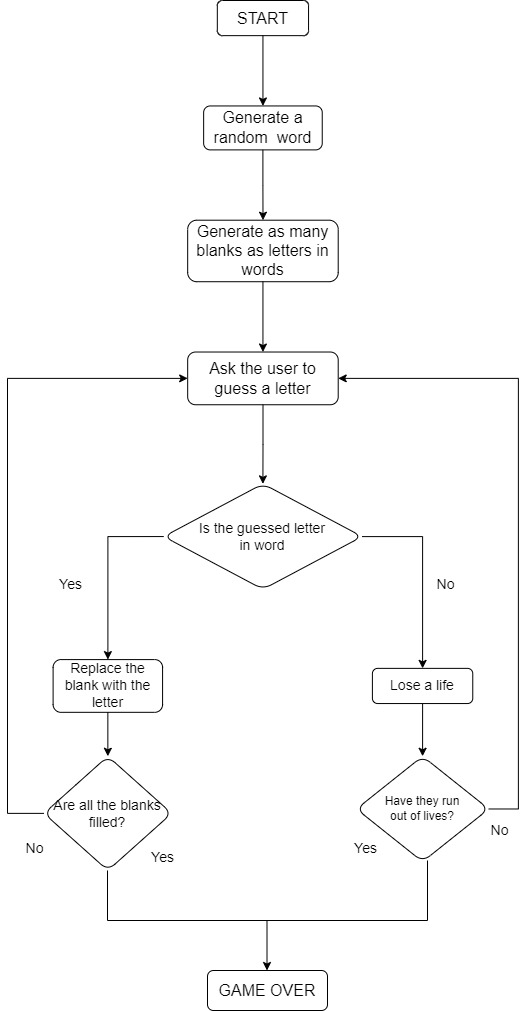 START
Generate a
random word
Generate as many
blanks as letters in
words
Ask the user to
guess a letter
Is the guessed letter
in word
Yes
No
Replace the
blank with the
letter
Lose a life
Are all the blanks
filled?
Have they run
out of lives?
No
Yes
Yes
No
GAME OVER